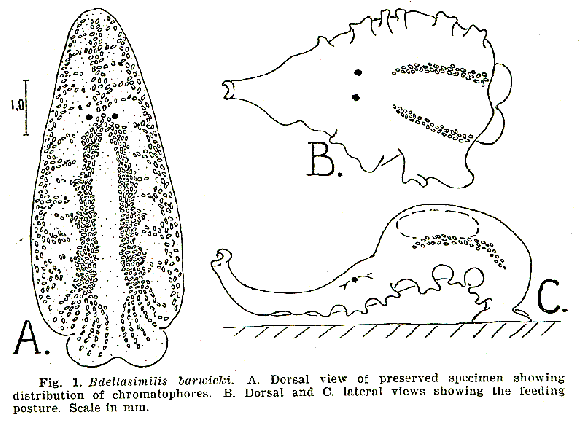 1,0
B.
A.
C.
Fig. 1. Bdellasimilis barwicki. A. Dorsal view of preserved specimen showing
distribution of chromatophores. B. Dorsal and C. lateral views showing the feeding
posture. Scale in mm.